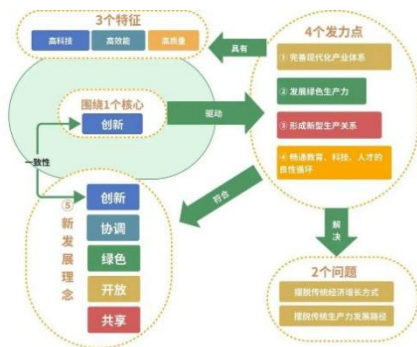 3个特征
高科技
高效能
高质量
围绕1个核心
创新
具有
驱动
4个发力点
① 完善现代化产业体系
② 发展绿色生产力
③ 形成新型生产关系
④ 畅通教育、科技、人才的
良性循环
一致性
符合
解决
⑤
新发展理念
创新
协调
绿色
开放
共享
2个问题
摆脱传统经济增长方式
摆脱传统生产力发展路径